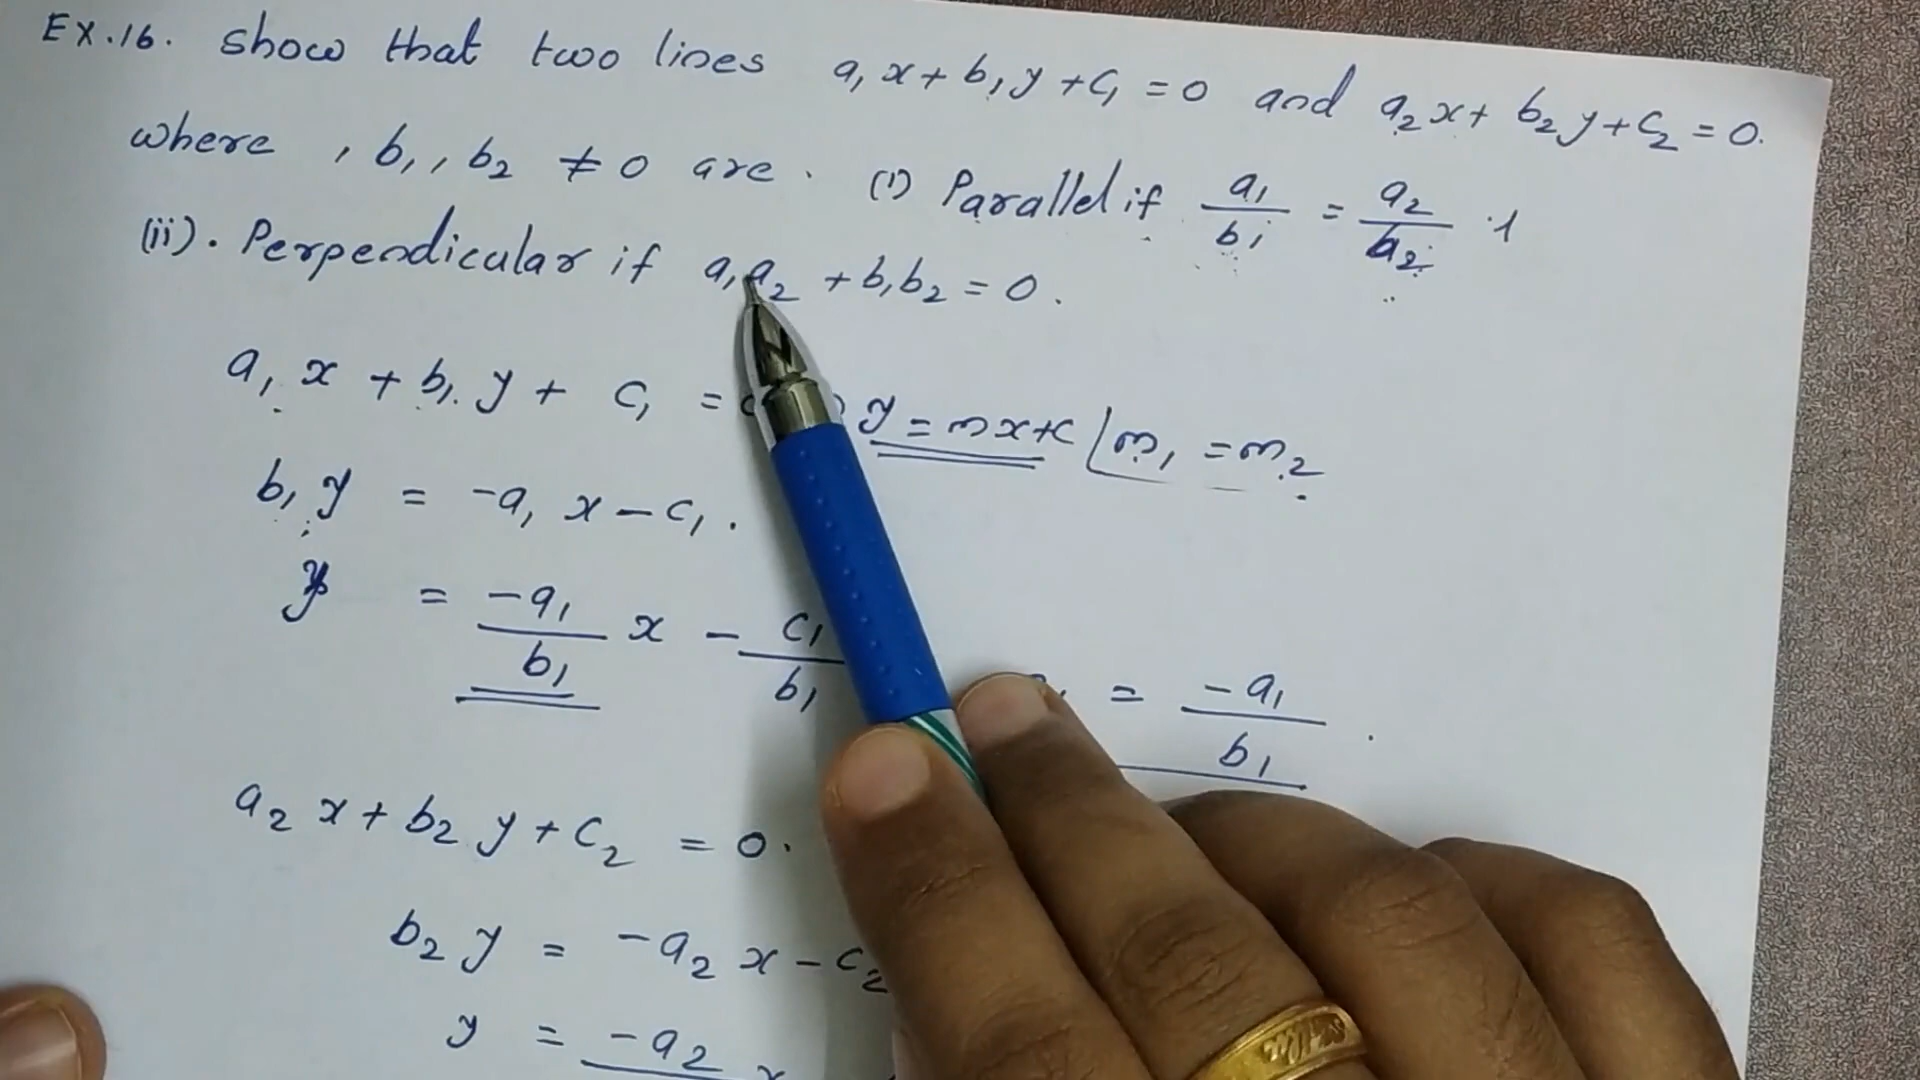 Ex.16. show that two lines a₁x + b₁y + c₁ = 0 and a₂x + b₂y + c₂ = 0.
where , b₁, b₂ ≠ 0 are. (i) Parallel if a₁/b₁ = a₂/b₂
(ii). Perpendicular if a₁a₂ + b₁b₂ = 0.
a₁x + b₁y + c₁ = y = mx+c m₁ = m₂
b₁y = -a₁x - c₁.
y = -a₁/b₁ x - c₁/b₁ = -a₁/b₁.
a₂x + b₂y + c₂ = 0.
b₂y = -a₂x - c₂
y = -a₂ x